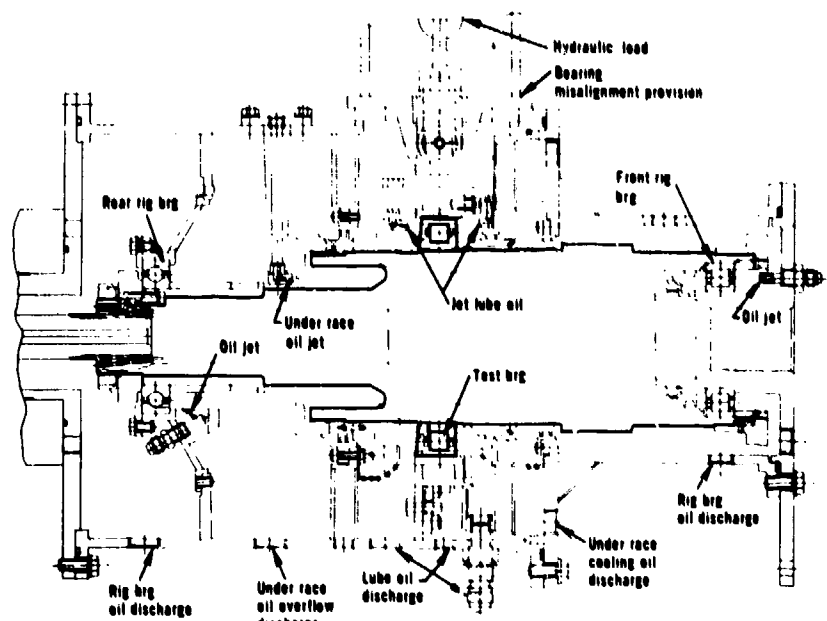 Hydraulic load
Bearing
misalignment provision
Rear rig brg
Front rig
brg
Jet lube oil
Under race
oil jet
Oil jet
Oil jet
Test brg
Rig brg
oil discharge
Under race
cooling oil
discharge
Lube oil
discharge
Rig brg
oil discharge
Under race
oil overflow
discharge